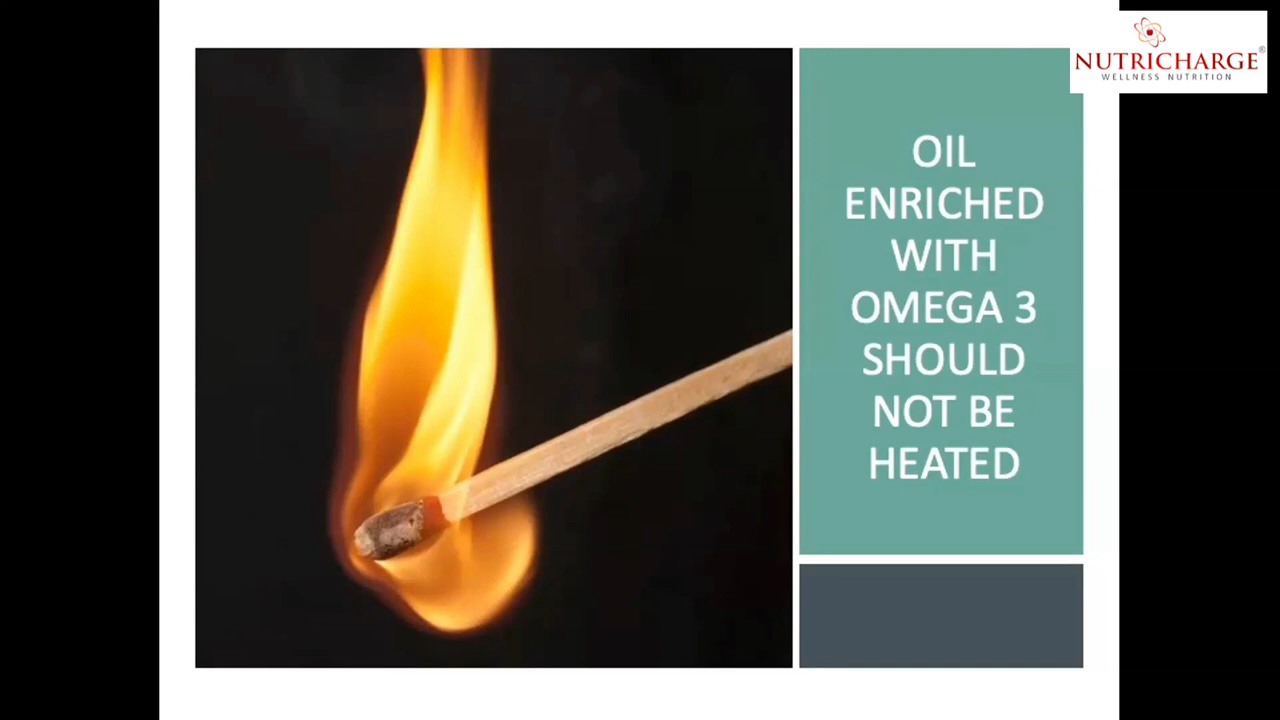 NUTRICHARGE®
WELLNESS NUTRITION
OIL
ENRICHED
WITH
OMEGA 3
SHOULD
NOT BE
HEATED